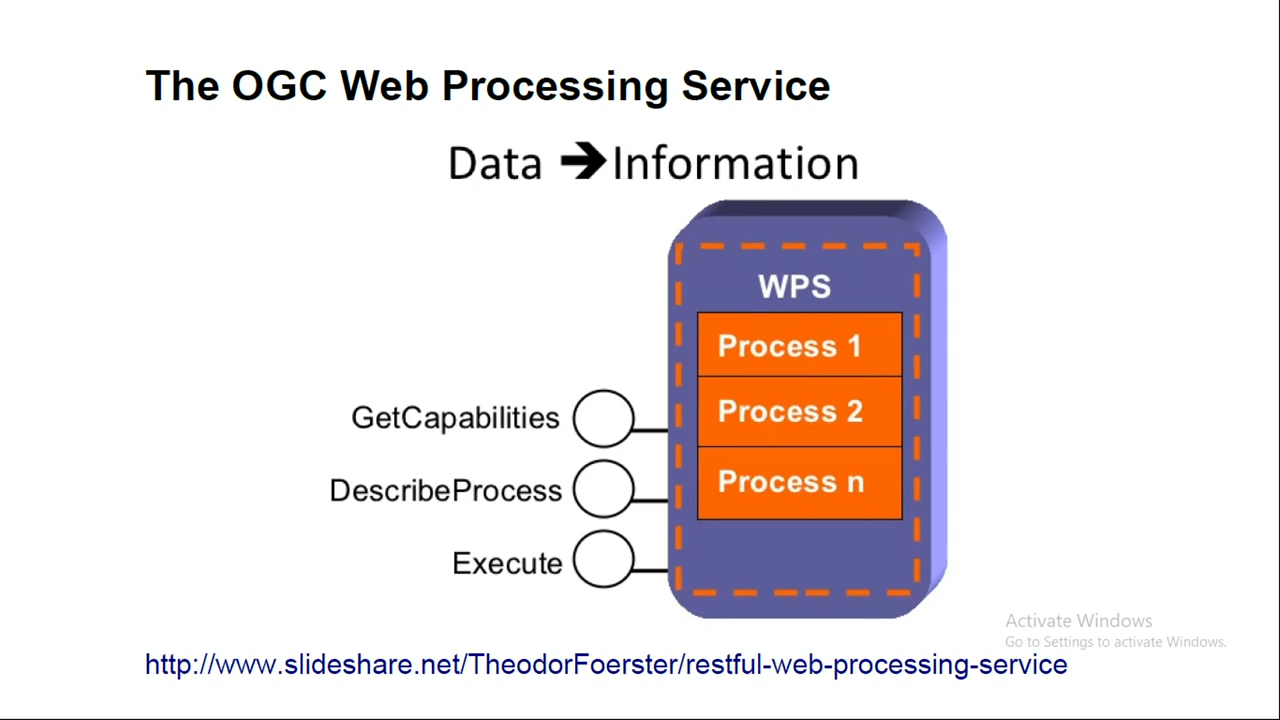 The OGC Web Processing Service
Data ➔ Information
WPS
Process 1
Process 2
Process n
GetCapabilities
DescribeProcess
Execute
Activate Windows
Go to Settings to activate Windows.
http://www.slideshare.net/TheodorFoerster/restful-web-processing-service